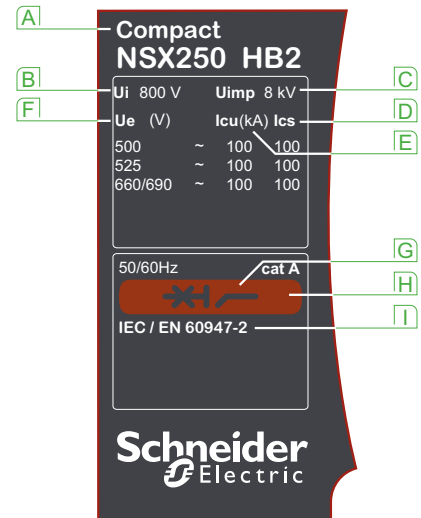 A
Compact
NSX250 HB2
B
Ui 800 V Uimp 8 kV
C
F
Ue (V) Icu(kA) Ics
D
E
500 ~ 100 100
525 ~ 100 100
660/690 ~ 100 100
G
50/60Hz cat A
H
IEC / EN 60947-2
I
Schneider
Electric